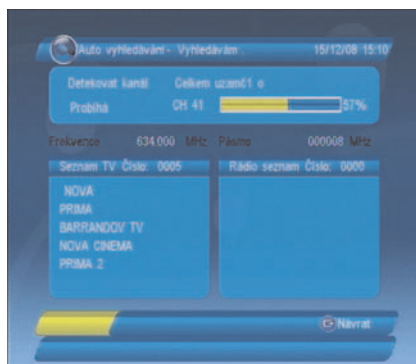 Auto vyhledávání - Vyhledávám . 15/12/08 15:10
Detekovat kanál Celkem uzamč1 o
Probíhá CH 41 57%
Frekvence 634.000 MHz Pásmo 000008 MHz
Seznam TV Číslo: 0005 Rádio seznam Číslo: 0000
NOVA
PRIMA
BARRANDOV TV
NOVA CINEMA
PRIMA 2
Návrat